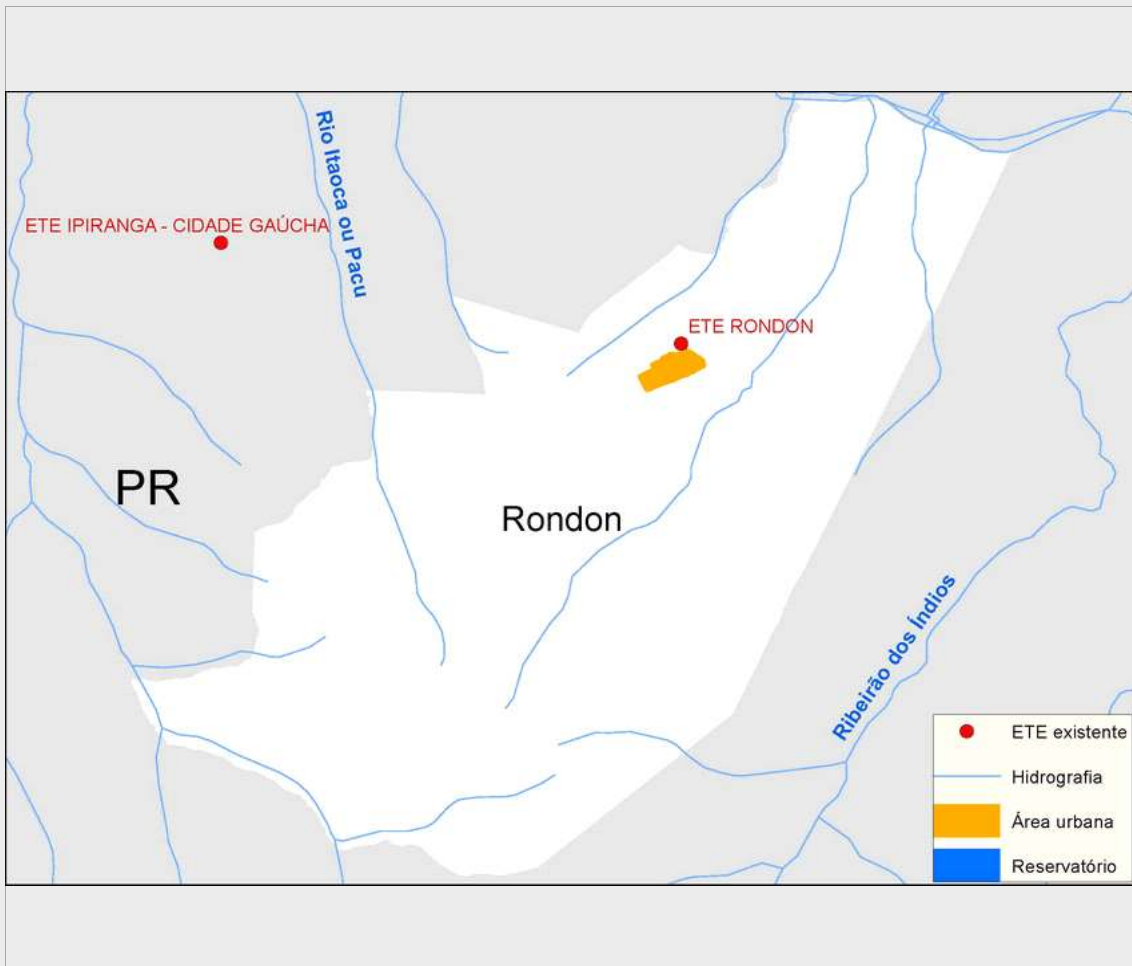 Rio Itaoca ou Pacu
ETE IPIRANGA - CIDADE GAÚCHA
ETE RONDON
PR
Rondon
Ribeirão dos Índios
ETE existente
Hidrografia
Área urbana
Reservatório